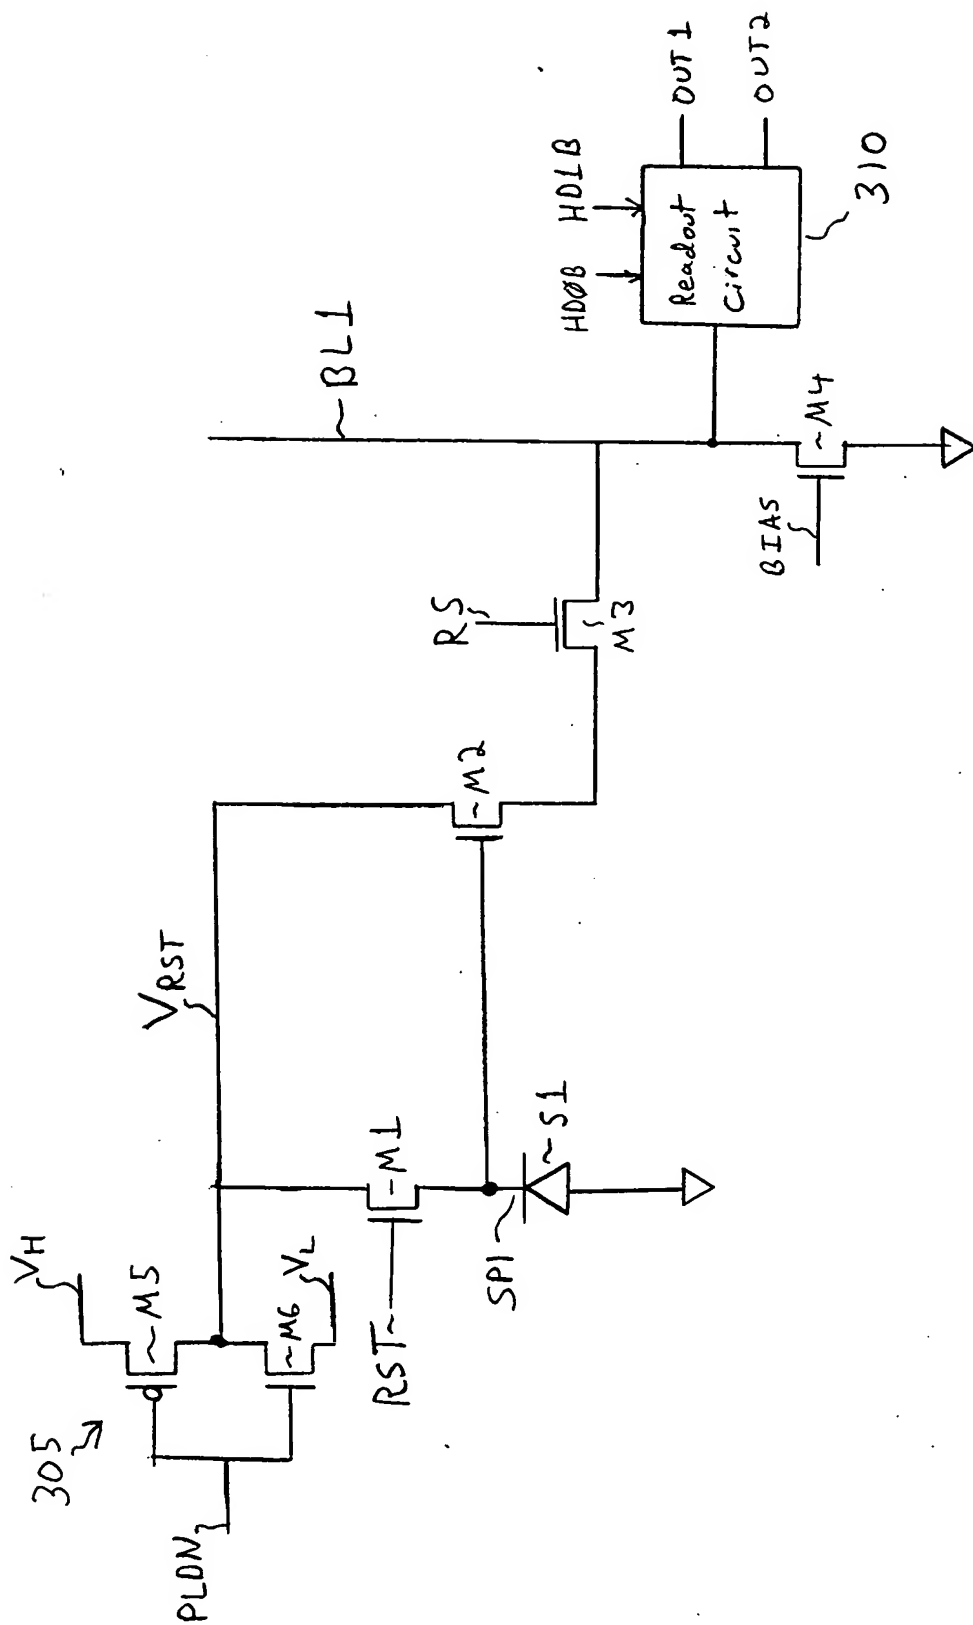 305
PLDN
VH
M5
M6
VL
VRST
RST
M1
SP1
S1
M2
RS
M3
BL1
BIAS
M4
HD0B
HD1B
Readout
Circuit
OUT1
OUT2
310